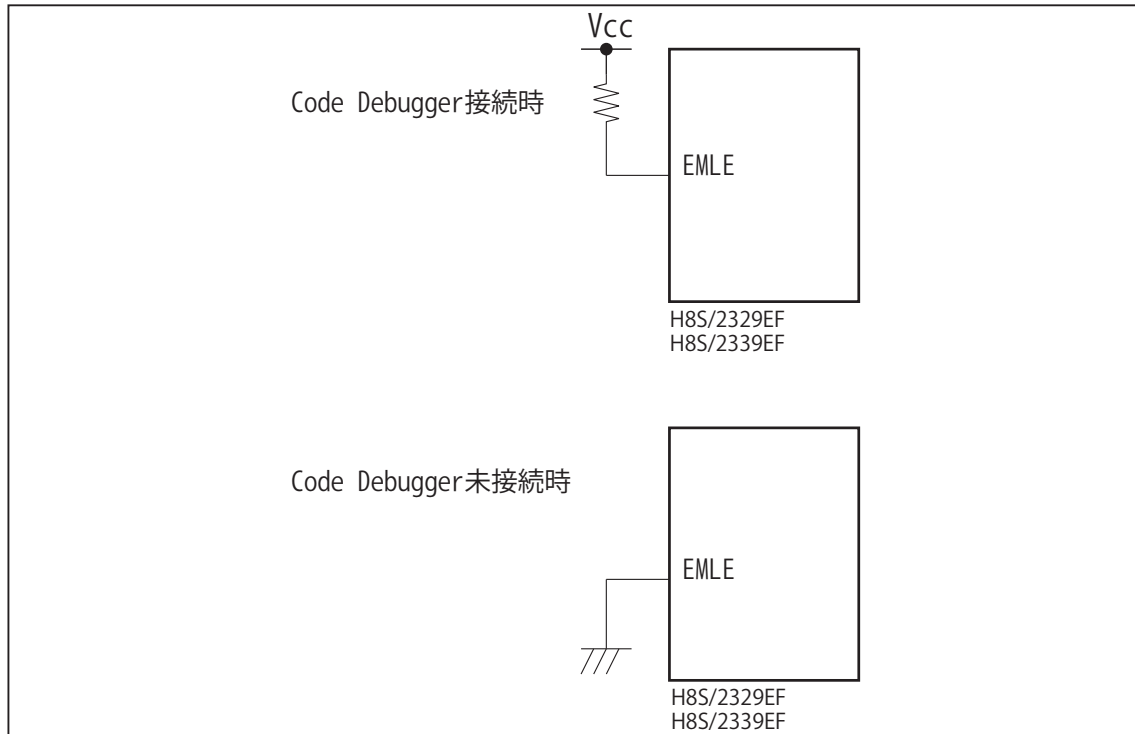 Vcc
Code Debugger接続時
EMLE
H8S/2329EF
H8S/2339EF
Code Debugger未接続時
EMLE
H8S/2329EF
H8S/2339EF